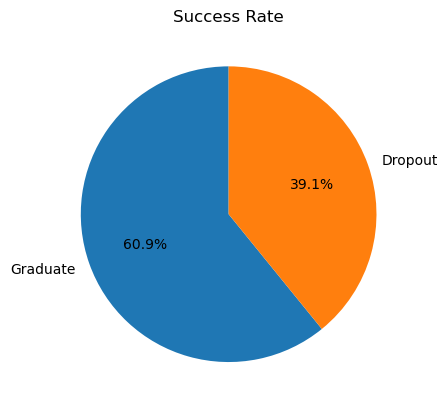 Success Rate
Dropout
39.1%
60.9%
Graduate